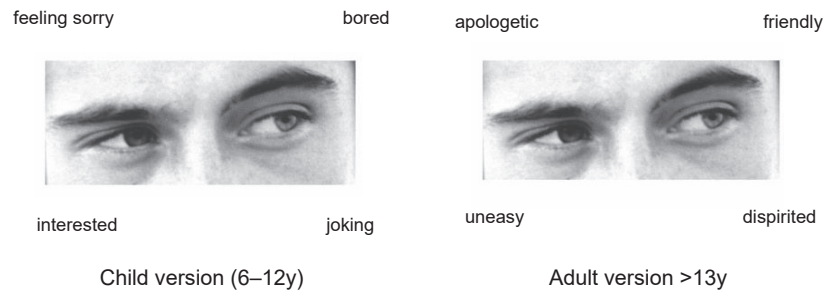 feeling sorry
bored
interested
joking
Child version (6–12y)
apologetic
friendly
uneasy
dispirited
Adult version >13y